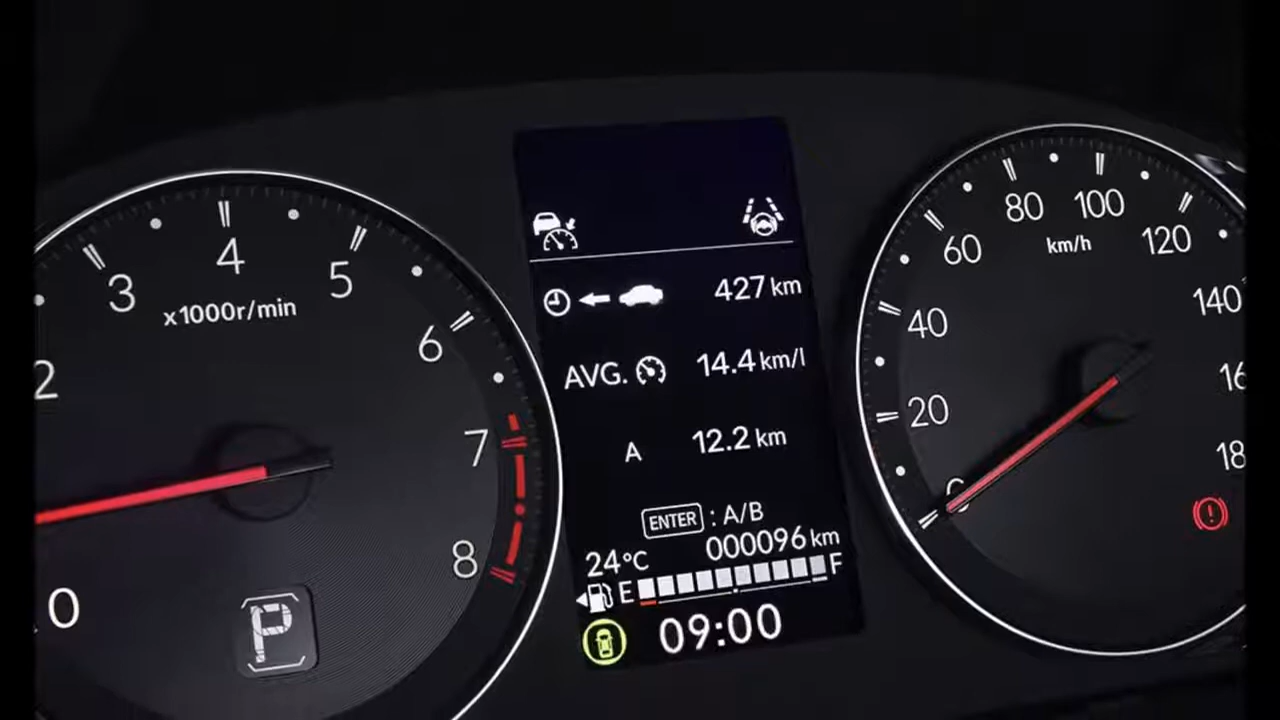 2
3
4
5
6
7
8
0
x1000r/min
P
427 km
AVG. 14.4 km/l
A 12.2 km
ENTER : A/B
24°C 000096 km
E F
09:00
20
40
60
80
100
120
140
km/h